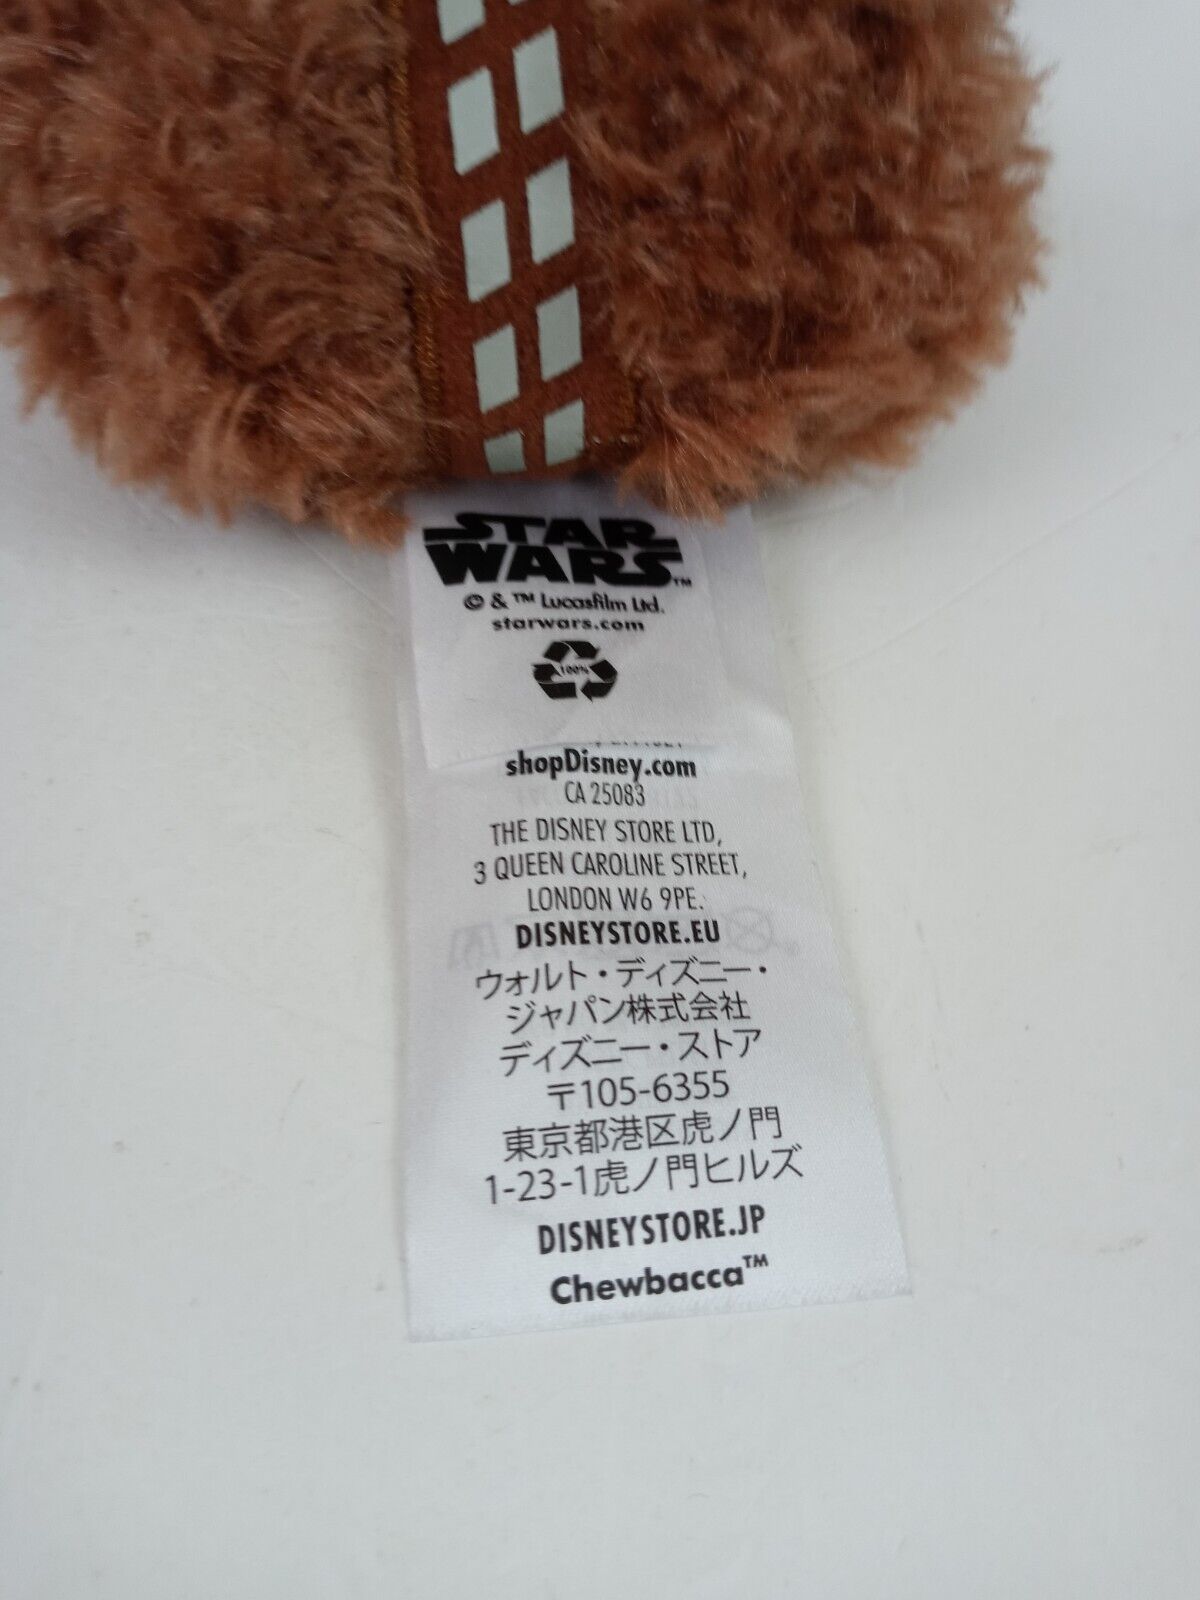 STAR
WARS™
© & ™ Lucasfilm Ltd.
starwars.com
100%
shopDisney.com
CA 25083
THE DISNEY STORE LTD,
3 QUEEN CAROLINE STREET,
LONDON W6 9PE.
DISNEYSTORE.EU
ウォルト・ディズニー・
ジャパン株式会社
ディズニー・ストア
〒105-6355
東京都港区虎ノ門
1-23-1虎ノ門ヒルズ
DISNEYSTORE.JP
Chewbacca™